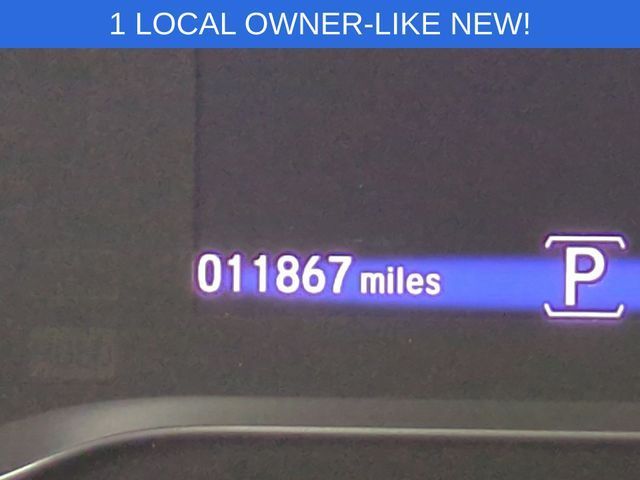 1 LOCAL OWNER-LIKE NEW!
011867 miles P